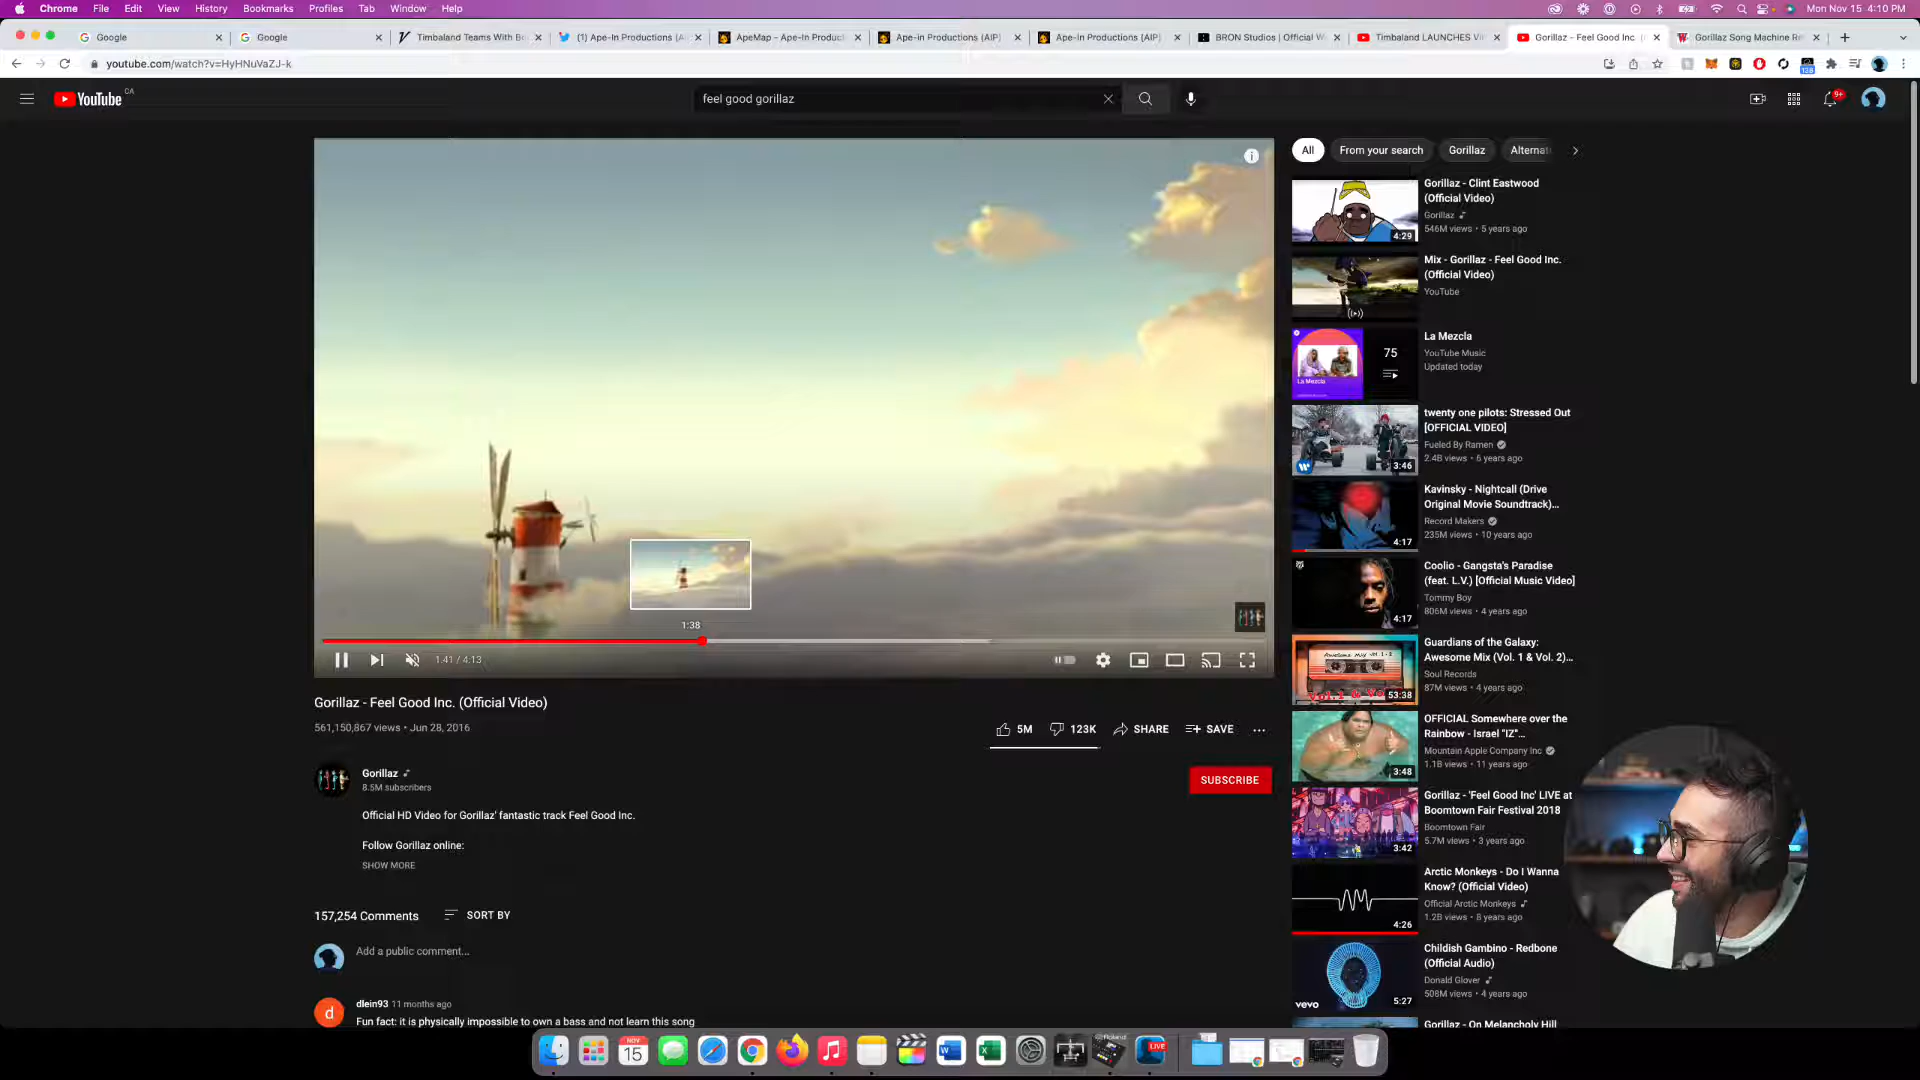 Chrome File Edit View History Bookmarks Profiles Tab Window Help
Mon Nov 15 4:10 PM
Google
Google
Timbaland Teams With Bo
(1) Ape-In Productions (A
ApeMap - Ape-In Product
Ape-in Productions (AIP)
Ape-in Productions (AIP)
BRON Studios | Official W
Timbaland LAUNCHES Vi
Gorillaz - Feel Good Inc. (
Gorillaz Song Machine R
youtube.com/watch?v=HyHNuVaZJ-k
YouTube CA
feel good gorillaz
9+
All
From your search
Gorillaz
Alternat
1:38
1:41 / 4:13
Gorillaz - Feel Good Inc. (Official Video)
561,150,867 views • Jun 28, 2016
5M
123K
SHARE
SAVE
Gorillaz
8.5M subscribers
SUBSCRIBE
Official HD Video for Gorillaz' fantastic track Feel Good Inc.
Follow Gorillaz online:
SHOW MORE
157,254 Comments
SORT BY
Add a public comment...
d
dlein93 11 months ago
Fun fact: it is physically impossible to own a bass and not learn this song
Gorillaz - Clint Eastwood
(Official Video)
Gorillaz
546M views • 5 years ago
4:29
Mix - Gorillaz - Feel Good Inc.
(Official Video)
YouTube
La Mezcla
YouTube Music
Updated today
75
La Mezcla
twenty one pilots: Stressed Out
[OFFICIAL VIDEO]
Fueled By Ramen
2.4B views • 6 years ago
3:46
Kavinsky - Nightcall (Drive
Original Movie Soundtrack)...
Record Makers
235M views • 10 years ago
4:17
Coolio - Gangsta's Paradise
(feat. L.V.) [Official Music Video]
Tommy Boy
806M views • 4 years ago
4:17
Guardians of the Galaxy:
Awesome Mix (Vol. 1 & Vol. 2)...
Soul Records
87M views • 4 years ago
53:38
OFFICIAL Somewhere over the
Rainbow - Israel "IZ"...
Mountain Apple Company Inc
1.1B views • 11 years ago
3:48
Gorillaz - 'Feel Good Inc' LIVE at
Boomtown Fair Festival 2018
Boomtown Fair
5.7M views • 3 years ago
3:42
Arctic Monkeys - Do I Wanna
Know? (Official Video)
Official Arctic Monkeys
1.2B views • 8 years ago
4:26
Childish Gambino - Redbone
(Official Audio)
Donald Glover
508M views • 4 years ago
vevo
5:27
Gorillaz - On Melancholy Hill
NOV
15
LIVE